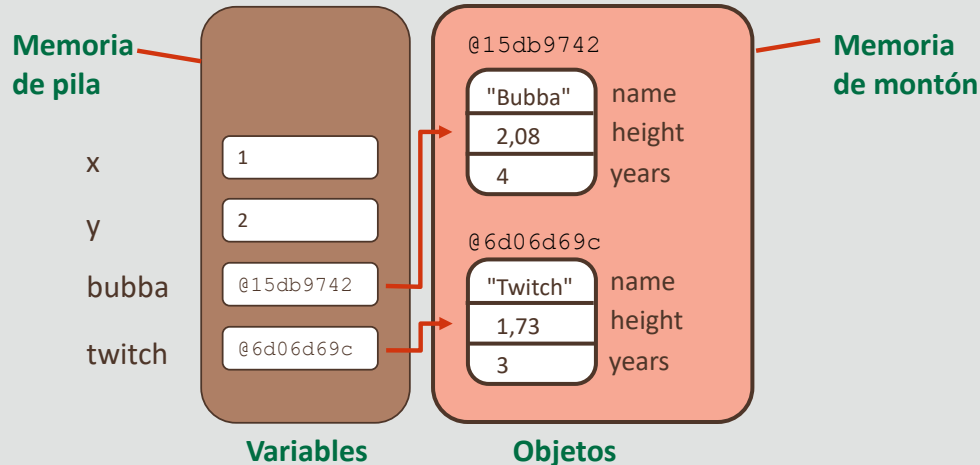 Memoria
de pila
x
y
bubba
twitch
1
2
@15db9742
@6d06d69c
Variables
@15db9742
"Bubba" name
2,08 height
4 years
@6d06d69c
"Twitch" name
1,73 height
3 years
Objetos
Memoria
de montón